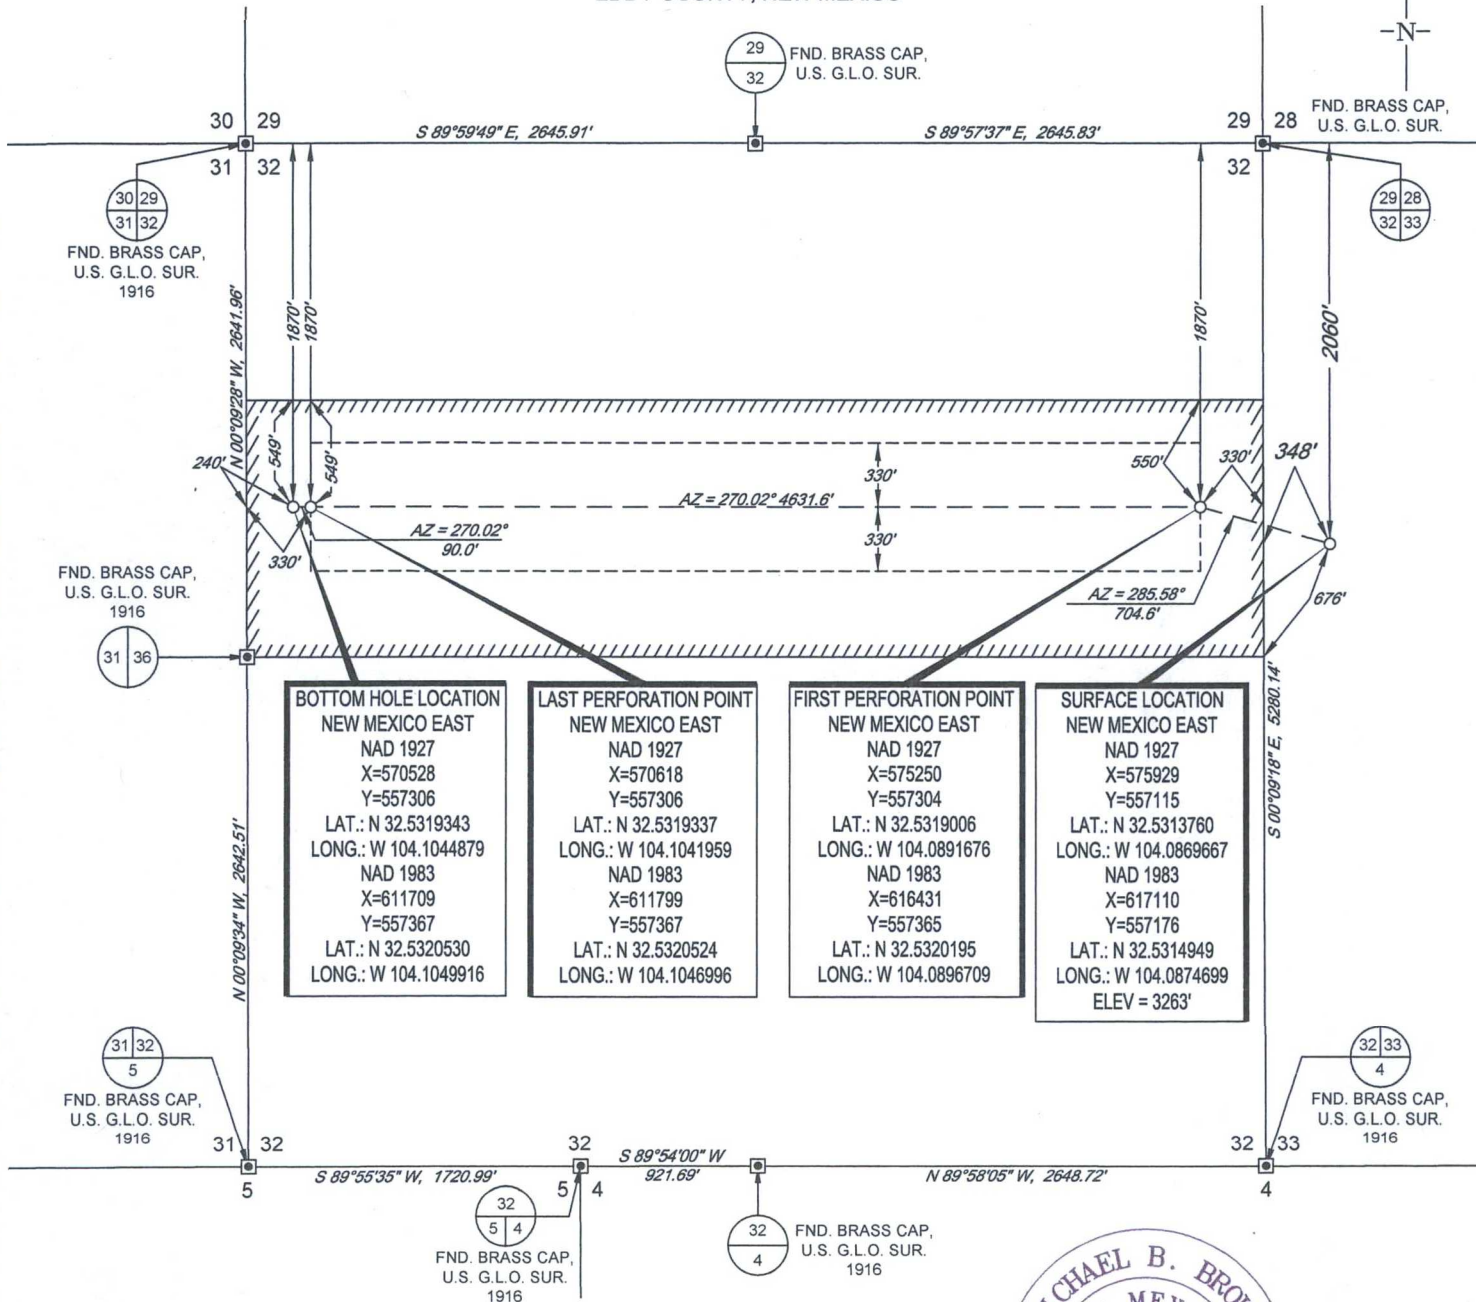 -N-
29
32
FND. BRASS CAP,
U.S. G.L.O. SUR.
FND. BRASS CAP,
U.S. G.L.O. SUR.
30 29
31 32
S 89°59'49" E, 2645.91'
S 89°57'37" E, 2645.83'
29 28
32
30 29
31 32
FND. BRASS CAP,
U.S. G.L.O. SUR.
1916
29 28
32 33
N 00°09'28" W, 2641.96'
1870'
1870'
1870'
2060'
240'
549'
549'
330'
AZ = 270.02° 4631.6'
330'
550'
330'
348'
AZ = 270.02°
90.0'
330'
AZ = 285.58°
704.6'
676'
FND. BRASS CAP,
U.S. G.L.O. SUR.
1916
31 36
BOTTOM HOLE LOCATION
NEW MEXICO EAST
NAD 1927
X=570528
Y=557306
LAT.: N 32.5319343
LONG.: W 104.1044879
NAD 1983
X=611709
Y=557367
LAT.: N 32.5320530
LONG.: W 104.1049916
LAST PERFORATION POINT
NEW MEXICO EAST
NAD 1927
X=570618
Y=557306
LAT.: N 32.5319337
LONG.: W 104.1041959
NAD 1983
X=611799
Y=557367
LAT.: N 32.5320524
LONG.: W 104.1046996
FIRST PERFORATION POINT
NEW MEXICO EAST
NAD 1927
X=575250
Y=557304
LAT.: N 32.5319006
LONG.: W 104.0891676
NAD 1983
X=616431
Y=557365
LAT.: N 32.5320195
LONG.: W 104.0896709
SURFACE LOCATION
NEW MEXICO EAST
NAD 1927
X=575929
Y=557115
LAT.: N 32.5313760
LONG.: W 104.0869667
NAD 1983
X=617110
Y=557176
LAT.: N 32.5314949
LONG.: W 104.0874699
ELEV = 3263'
S 00°09'18" E, 5280.14'
N 00°09'34" W, 2642.51'
31 32
5
FND. BRASS CAP,
U.S. G.L.O. SUR.
1916
32 33
4
FND. BRASS CAP,
U.S. G.L.O. SUR.
1916
31 32
5
S 89°55'35" W, 1720.99'
32
5 4
S 89°54'00" W
921.69'
N 89°58'05" W, 2648.72'
32 33
4
32
5 4
FND. BRASS CAP,
U.S. G.L.O. SUR.
1916
32
4
FND. BRASS CAP,
U.S. G.L.O. SUR.
1916
B.